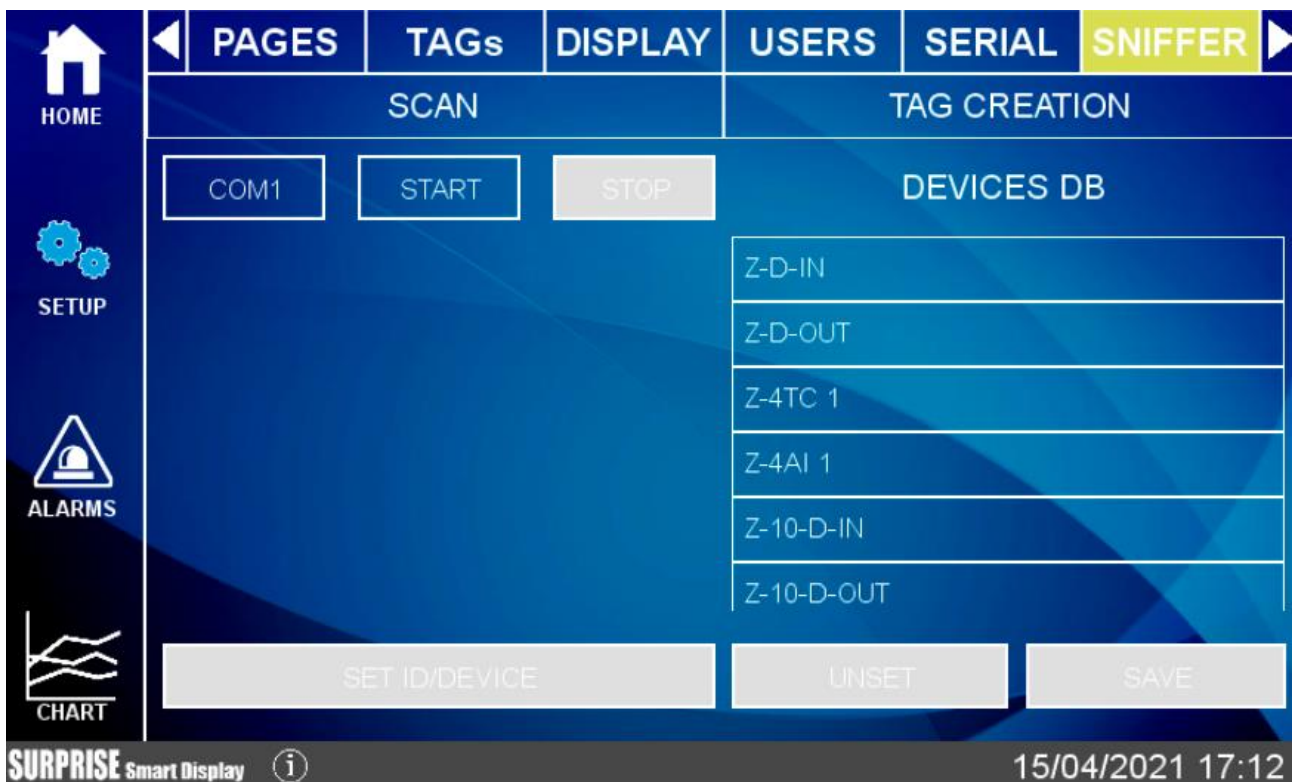 HOME
PAGES
TAGs
DISPLAY
USERS
SERIAL
SNIFFER
SCAN
TAG CREATION
COM1
START
STOP
DEVICES DB
SETUP
Z-D-IN
Z-D-OUT
Z-4TC 1
Z-4AI 1
Z-10-D-IN
Z-10-D-OUT
ALARMS
CHART
SET ID/DEVICE
UNSET
SAVE
SURPRISE Smart Display
i
15/04/2021 17:12